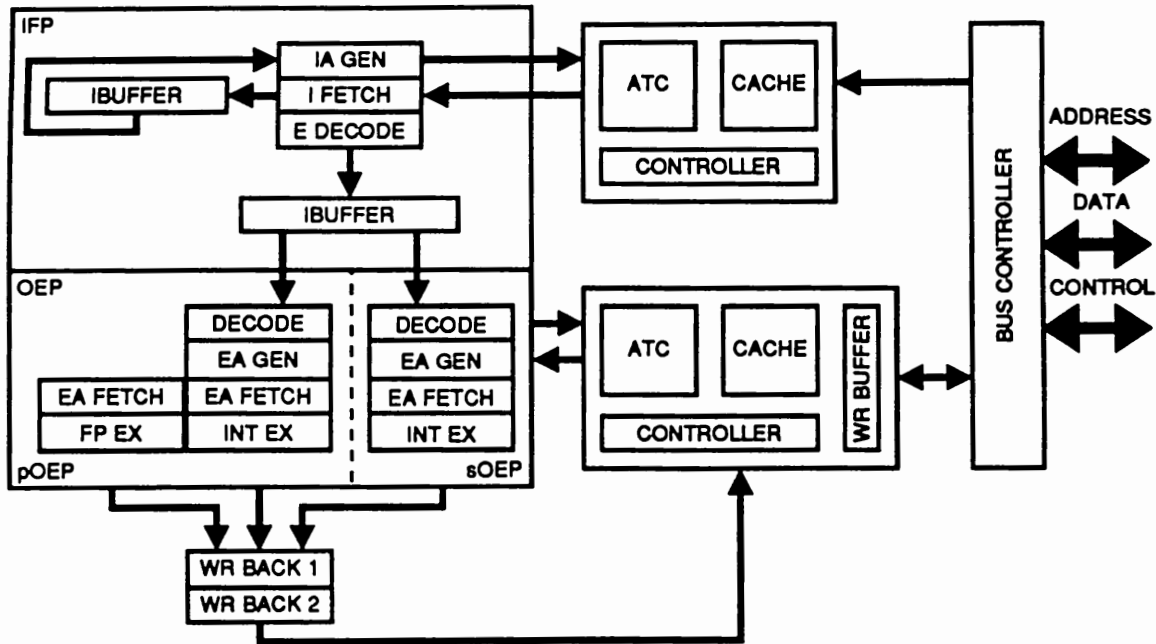 IFP
IA GEN
IBUFFER
I FETCH
E DECODE
IBUFFER
ATC
CACHE
CONTROLLER
BUS CONTROLLER
ADDRESS
DATA
CONTROL
OEP
DECODE
EA GEN
EA FETCH
EA FETCH
FP EX
INT EX
pOEP
DECODE
EA GEN
EA FETCH
INT EX
sOEP
ATC
CACHE
WR BUFFER
CONTROLLER
WR BACK 1
WR BACK 2